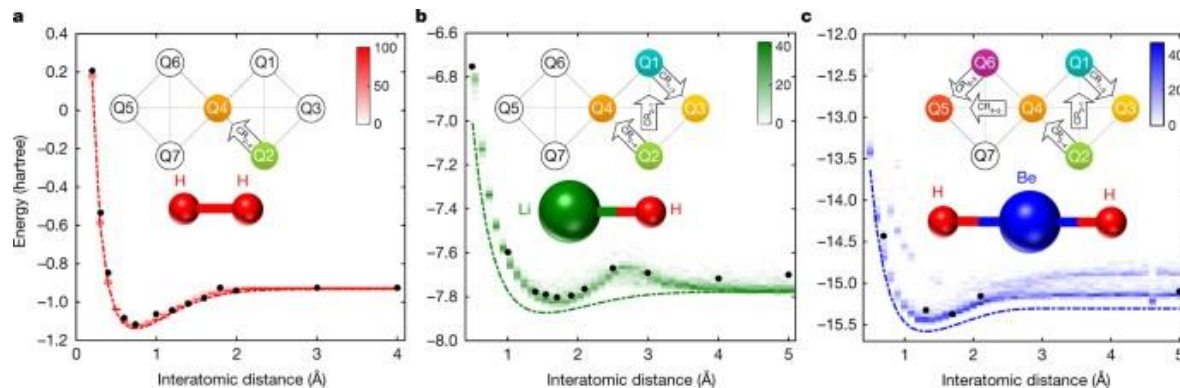 a
b
c
Energy (hartree)
0.4
0.2
0
−0.2
−0.4
−0.6
−0.8
−1.0
−1.2
0
1
2
3
4
Interatomic distance (Å)
100
50
0
Q6
Q1
Q5
Q4
Q3
Q7
Q2
H
H
−6.6
−6.8
−7.0
−7.2
−7.4
−7.6
−7.8
−8.0
1
2
3
4
5
Interatomic distance (Å)
40
20
0
Q6
Q1
Q5
Q4
Q3
Q7
Q2
Li
H
−12.5
−13.0
−13.5
−14.0
−14.5
−15.0
−15.5
1
2
3
4
5
Interatomic distance (Å)
40
20
0
Q6
Q1
Q5
Q4
Q3
Q7
Q2
H
Be
H